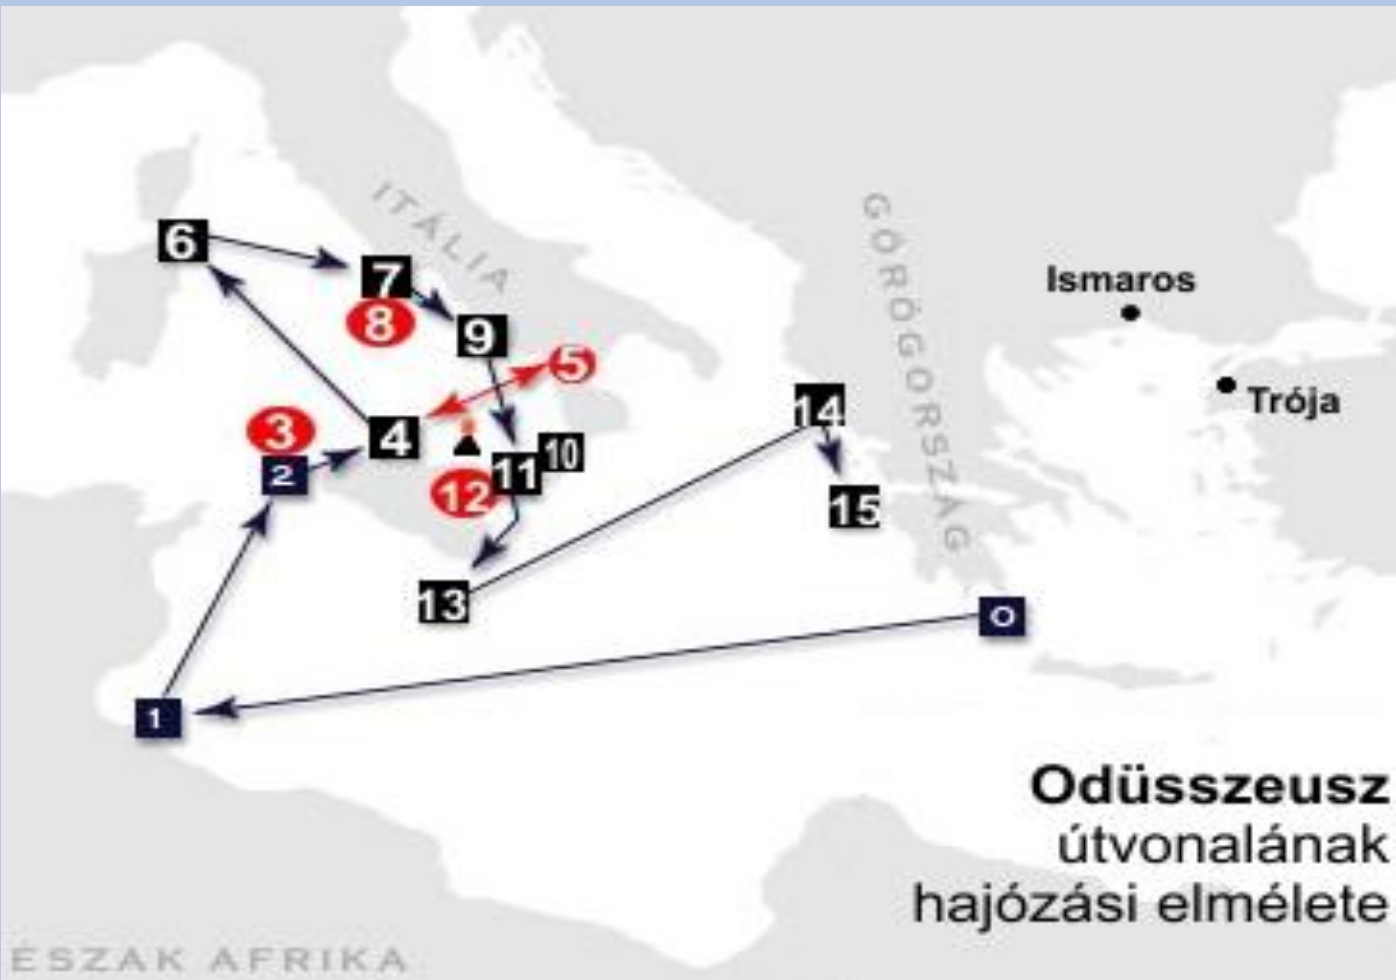 ITÁLIA
GÖRÖGORSZÁG
Ismaros
Trója
6
7
8
9
5
3
4
2
10
11
12
14
15
13
0
1
Odüsszeusz
útvonalának
hajózási elmélete
ÉSZAK AFRIKA